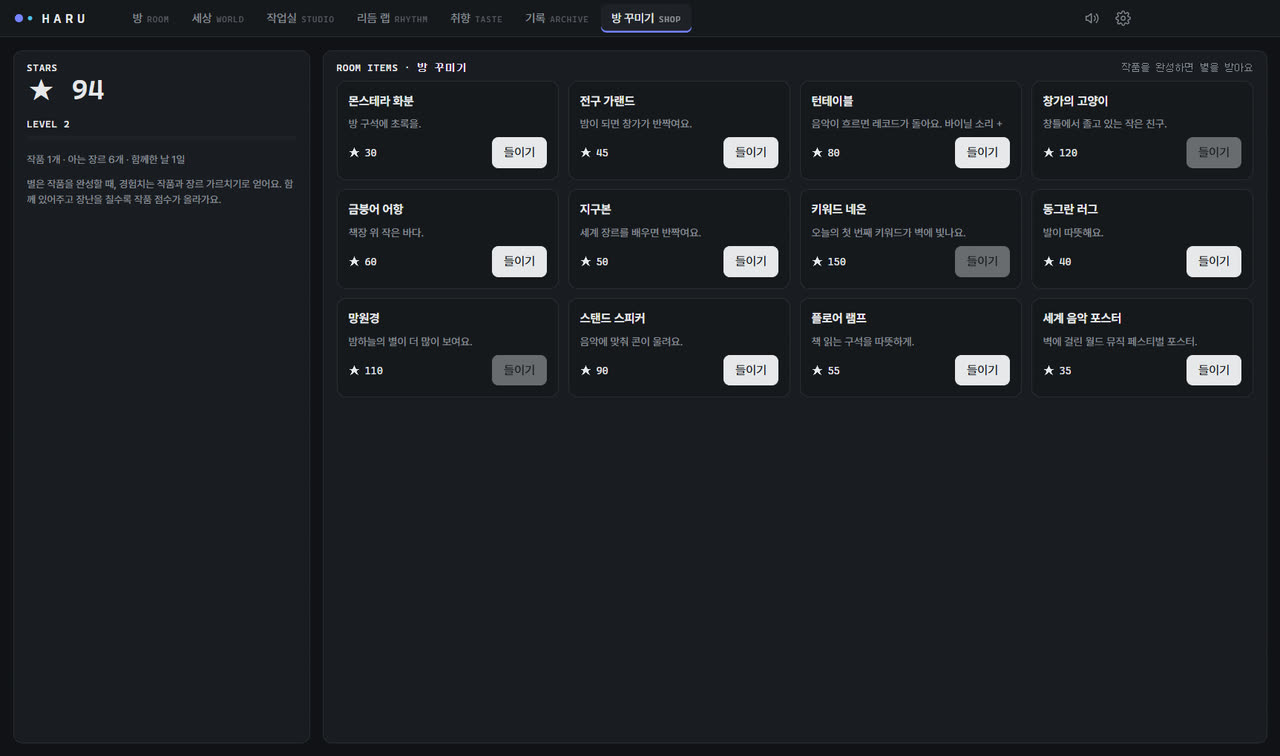 HARU
방 ROOM 세상 WORLD 작업실 STUDIO 리듬 랩 RHYTHM 취향 TASTE 기록 ARCHIVE 방 꾸미기 SHOP
STARS
★ 94
LEVEL 2
작품 1개 · 아는 장르 6개 · 함께한 날 1일
별은 작품을 완성할 때, 경험치는 작품과 장르 가르치기로 얻어요. 함
께 있어주고 장난을 칠수록 작품 점수가 올라가요.
ROOM ITEMS · 방 꾸미기
작품을 완성하면 별을 받아요
몬스테라 화분
방 구석에 초록을.
★ 30 들이기
전구 가랜드
밤이 되면 창가가 반짝여요.
★ 45 들이기
턴테이블
음악이 흐르면 레코드가 돌아요. 바이닐 소리 +
★ 80 들이기
창가의 고양이
창틀에서 졸고 있는 작은 친구.
★ 120 들이기
금붕어 어항
책장 위 작은 바다.
★ 60 들이기
지구본
세계 장르를 배우면 반짝여요.
★ 50 들이기
키워드 네온
오늘의 첫 번째 키워드가 벽에 빛나요.
★ 150 들이기
동그란 러그
발이 따뜻해요.
★ 40 들이기
망원경
밤하늘의 별이 더 많이 보여요.
★ 110 들이기
스탠드 스피커
음악에 맞춰 콘이 울려요.
★ 90 들이기
플로어 램프
책 읽는 구석을 따뜻하게.
★ 55 들이기
세계 음악 포스터
벽에 걸린 월드 뮤직 페스티벌 포스터.
★ 35 들이기